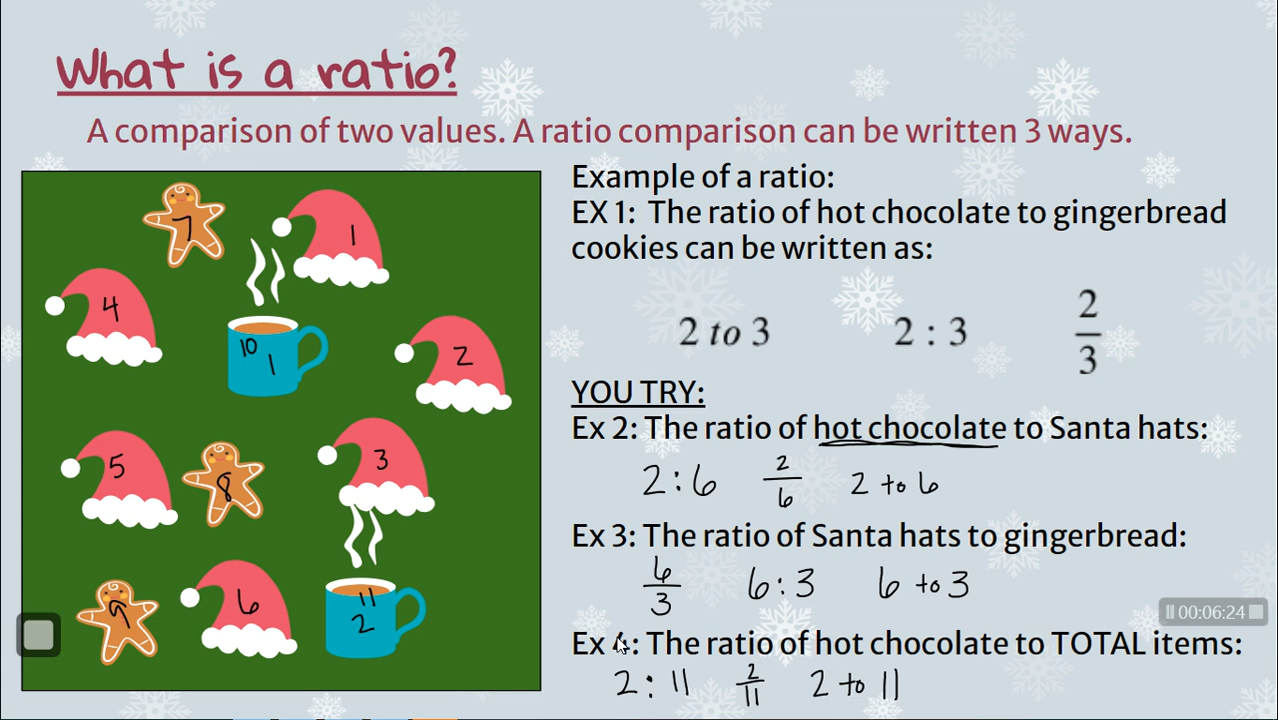 What is a ratio?
A comparison of two values. A ratio comparison can be written 3 ways.
7
1
4
10
1
2
5
8
3
9
6
11
2
Example of a ratio:
EX 1: The ratio of hot chocolate to gingerbread
cookies can be written as:
2 to 3 2 : 3 2/3
YOU TRY:
Ex 2: The ratio of hot chocolate to Santa hats:
2:6 2/6 2 to 6
Ex 3: The ratio of Santa hats to gingerbread:
6/3 6:3 6 to 3
Ex 4: The ratio of hot chocolate to TOTAL items:
2:11 2/11 2 to 11
00:06:24